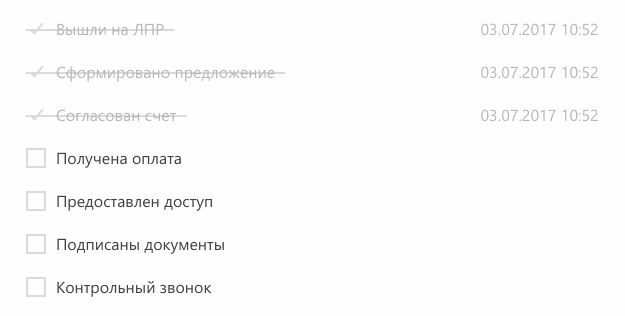 Вышли на ЛПР 03.07.2017 10:52
Сформировано предложение 03.07.2017 10:52
Согласован счет 03.07.2017 10:52
Получена оплата
Предоставлен доступ
Подписаны документы
Контрольный звонок